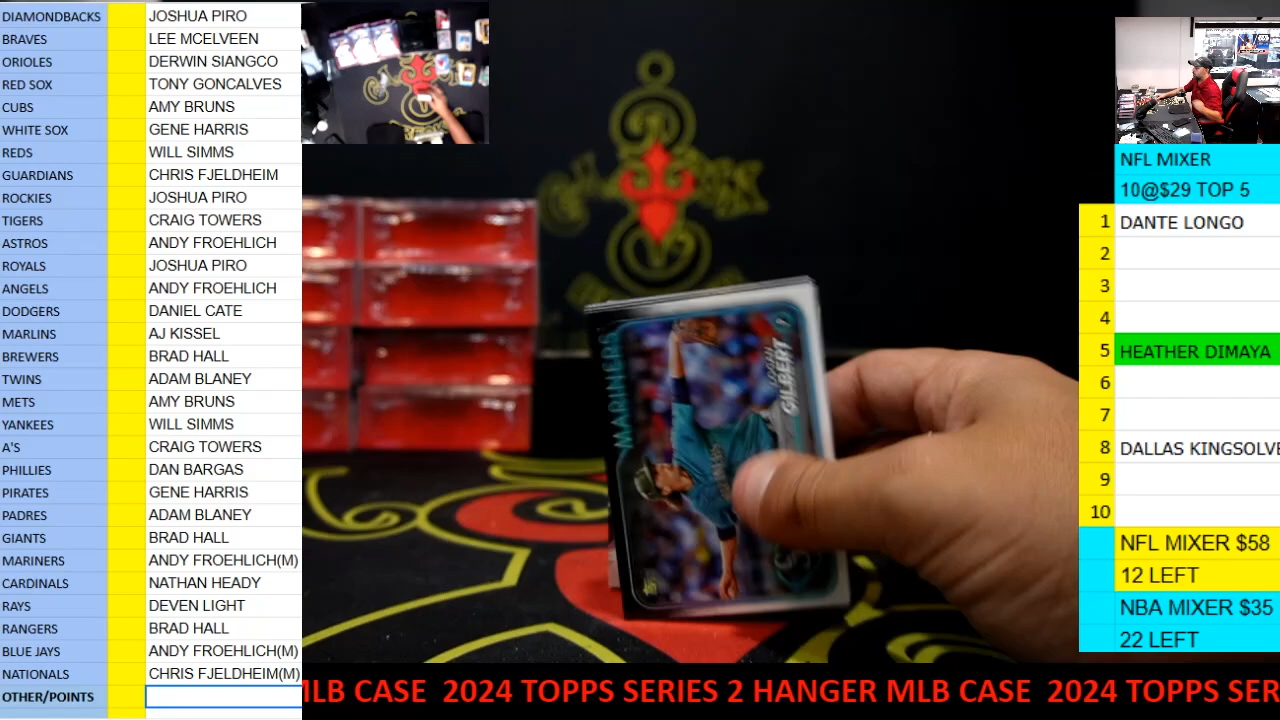 DIAMONDBACKS JOSHUA PIRO
BRAVES LEE MCELVEEN
ORIOLES DERWIN SIANGCO
RED SOX TONY GONCALVES
CUBS AMY BRUNS
WHITE SOX GENE HARRIS
REDS WILL SIMMS
GUARDIANS CHRIS FJELDHEIM
ROCKIES JOSHUA PIRO
TIGERS CRAIG TOWERS
ASTROS ANDY FROEHLICH
ROYALS JOSHUA PIRO
ANGELS ANDY FROEHLICH
DODGERS DANIEL CATE
MARLINS AJ KISSEL
BREWERS BRAD HALL
TWINS ADAM BLANEY
METS AMY BRUNS
YANKEES WILL SIMMS
A'S CRAIG TOWERS
PHILLIES DAN BARGAS
PIRATES GENE HARRIS
PADRES ADAM BLANEY
GIANTS BRAD HALL
MARINERS ANDY FROEHLICH(M)
CARDINALS NATHAN HEADY
RAYS DEVEN LIGHT
RANGERS BRAD HALL
BLUE JAYS ANDY FROEHLICH(M)
NATIONALS CHRIS FJELDHEIM(M)
OTHER/POINTS
MARINERS
LOGAN
GILBERT
NFL MIXER
10@$29 TOP 5
1 DANTE LONGO
2
3
4
5 HEATHER DIMAYA
6
7
8 DALLAS KINGSOLVE
9
10
NFL MIXER $58
12 LEFT
NBA MIXER $35
22 LEFT
MLB CASE 2024 TOPPS SERIES 2 HANGER MLB CASE 2024 TOPPS SER